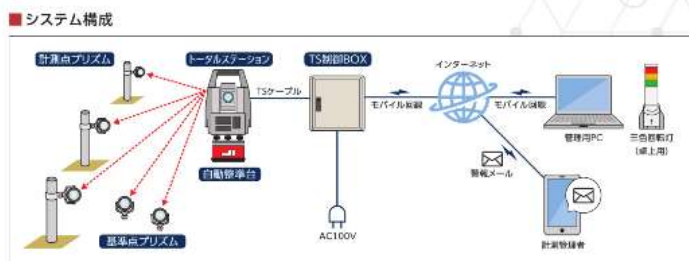 システム構成
計測点プリズム
トータルステーション
TS制御BOX
インターネット
TSケーブル
モバイル回線
モバイル回線
管理用PC
三色回転灯
(卓上用)
自動整準台
警報メール
基準点プリズム
AC100V
計測管理者